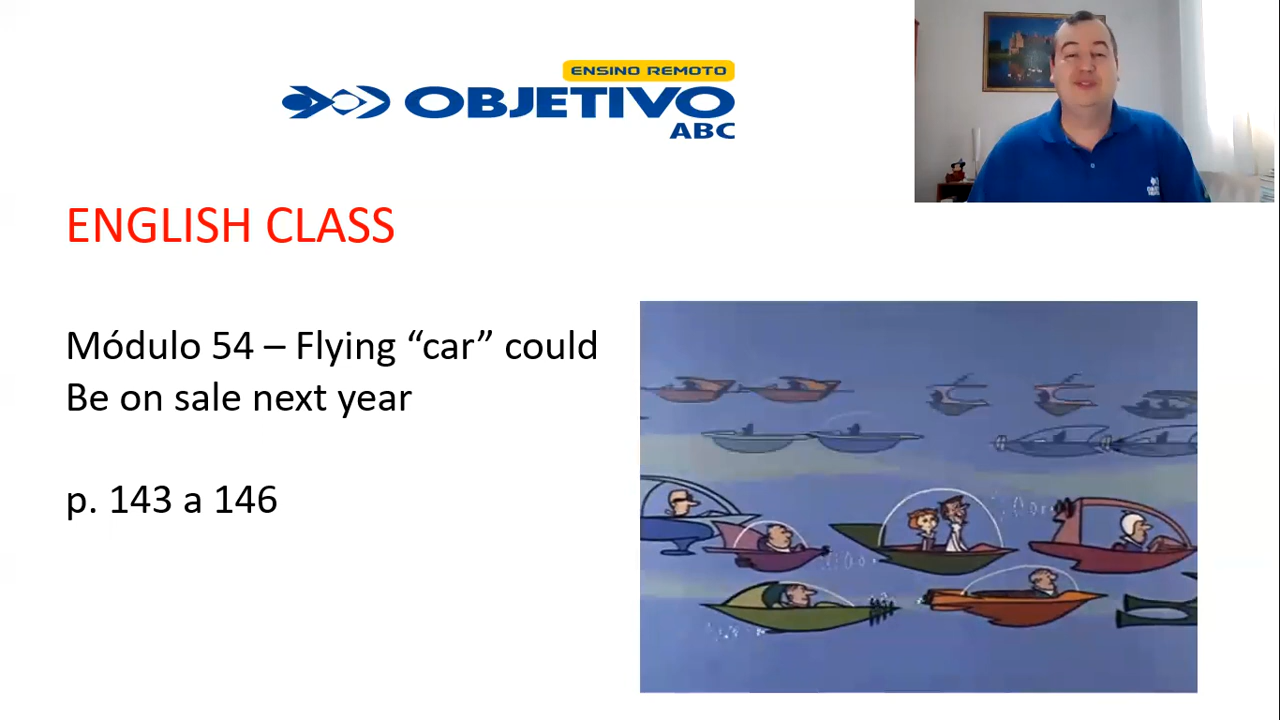 ENSINO REMOTO
OBJETIVO
ABC
ENGLISH CLASS
Módulo 54 – Flying “car” could
Be on sale next year
p. 143 a 146